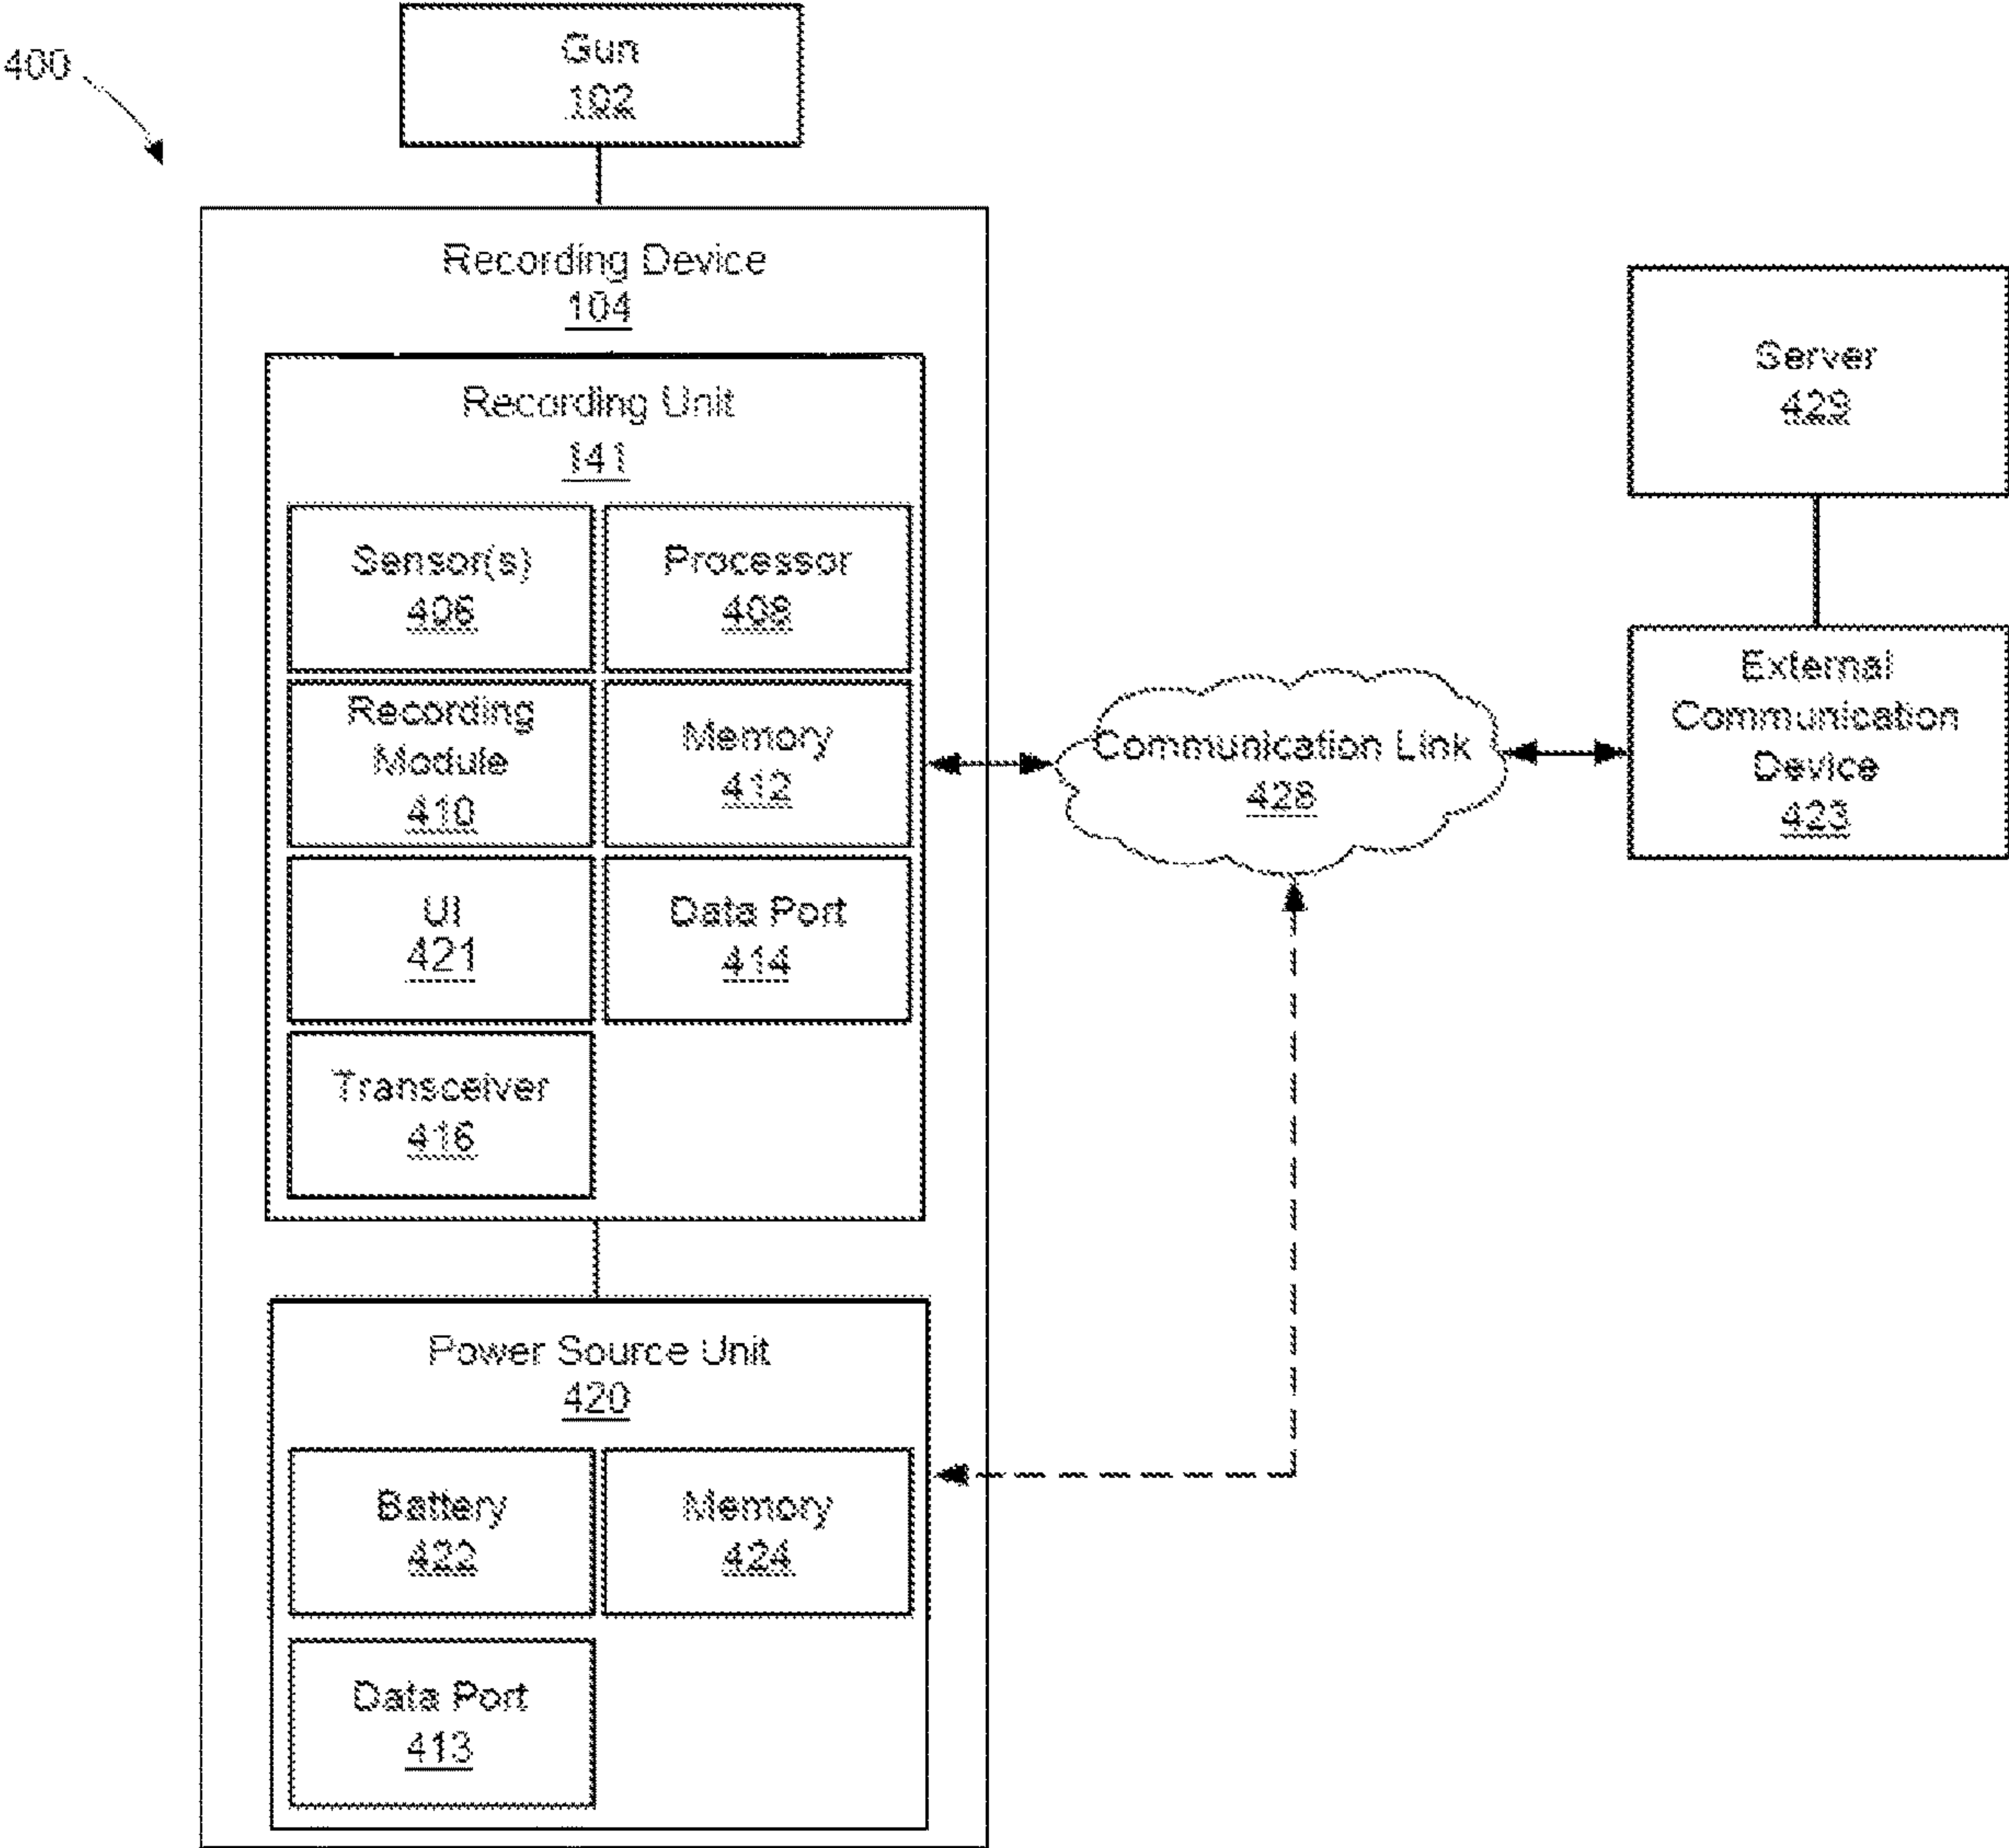 400
Gun
102
Recording Device
104
Recording Unit
141
Sensor(s)
406
Processor
408
Recording
Module
410
Memory
412
UI
421
Data Port
414
Transceiver
416
Power Source Unit
420
Battery
422
Memory
424
Data Port
413
Communication Link
428
Server
429
External
Communication
Device
423